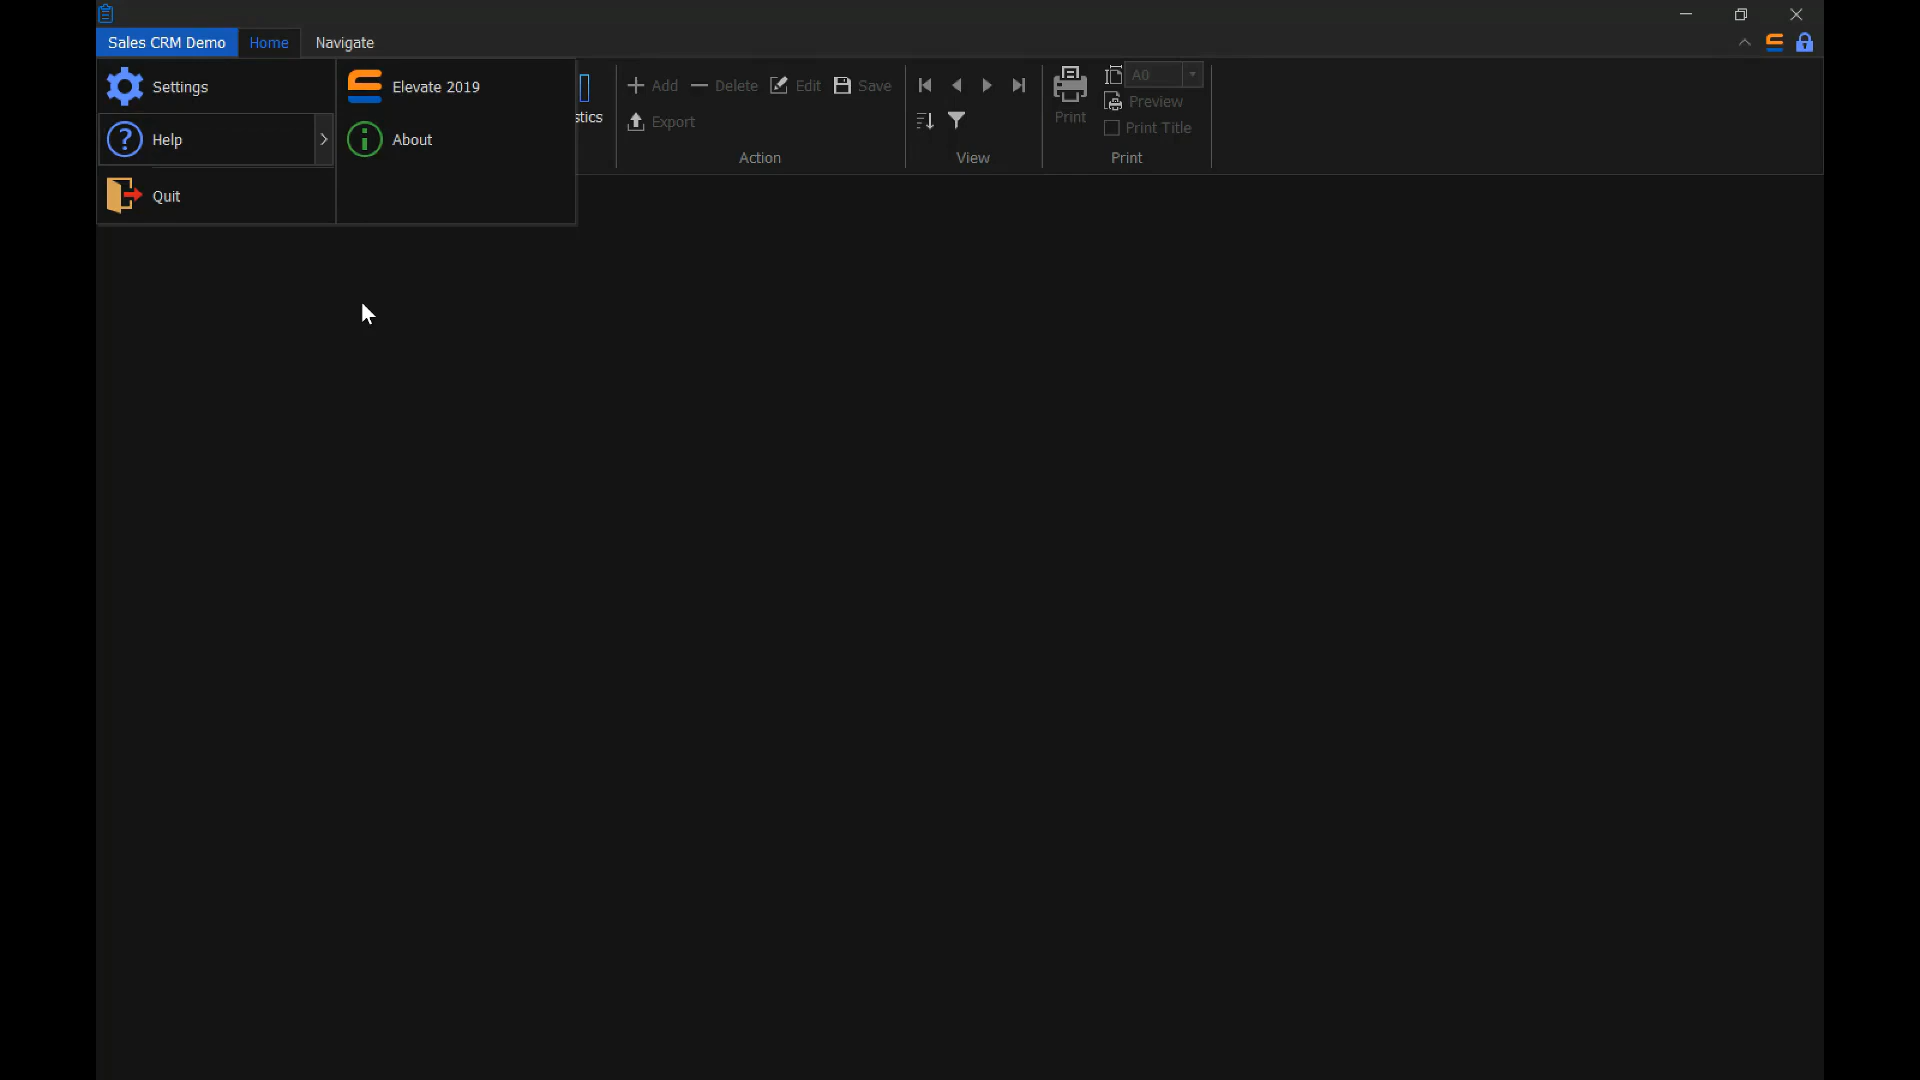 Sales CRM Demo Home Navigate
Settings
Help
Quit
Elevate 2019
About
Add Delete Edit Save
Export
Action
View
Print
A0
Preview
Print Title
Print